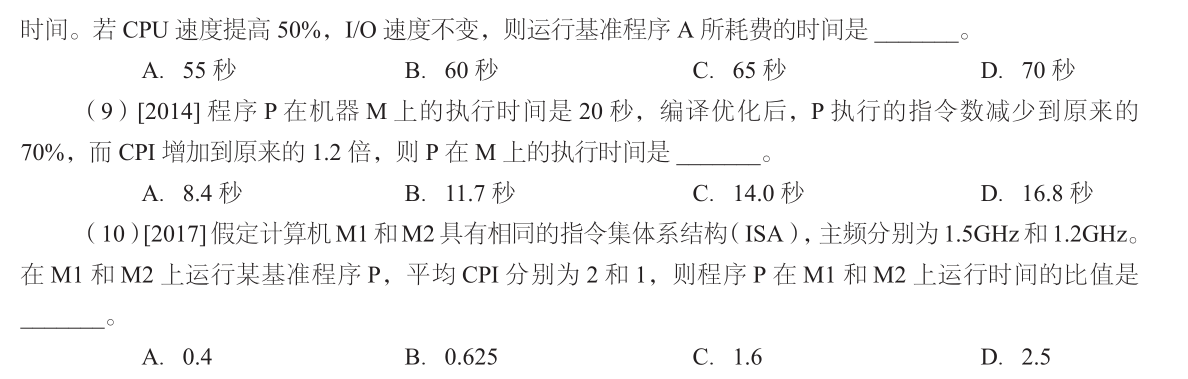 时间。若 CPU 速度提高 50%，I/O 速度不变，则运行基准程序 A 所耗费的时间是 ________。
A. 55 秒 B. 60 秒 C. 65 秒 D. 70 秒
（9）[2014] 程序 P 在机器 M 上的执行时间是 20 秒，编译优化后，P 执行的指令数减少到原来的
70%，而 CPI 增加到原来的 1.2 倍，则 P 在 M 上的执行时间是 ________。
A. 8.4 秒 B. 11.7 秒 C. 14.0 秒 D. 16.8 秒
（10）[2017] 假定计算机 M1 和 M2 具有相同的指令集体系结构（ISA），主频分别为 1.5GHz 和 1.2GHz。
在 M1 和 M2 上运行某基准程序 P，平均 CPI 分别为 2 和 1，则程序 P 在 M1 和 M2 上运行时间的比值是
________。
A. 0.4 B. 0.625 C. 1.6 D. 2.5